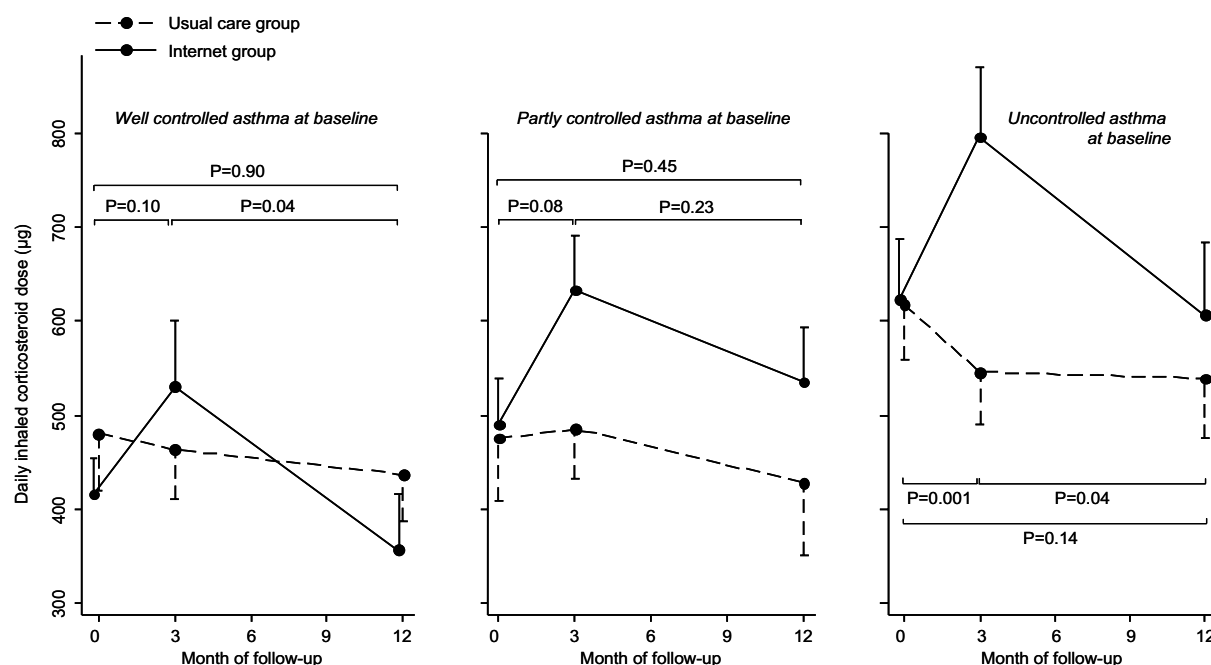 Usual care group
Internet group
Well controlled asthma at baseline
Partly controlled asthma at baseline
Uncontrolled asthma
at baseline
Daily inhaled corticosteroid dose (µg)
800
700
600
500
400
300
P=0.90
P=0.10
P=0.04
P=0.45
P=0.08
P=0.23
P=0.001
P=0.04
P=0.14
0 3 6 9 12
Month of follow-up
0 3 6 9 12
Month of follow-up
0 3 6 9 12
Month of follow-up